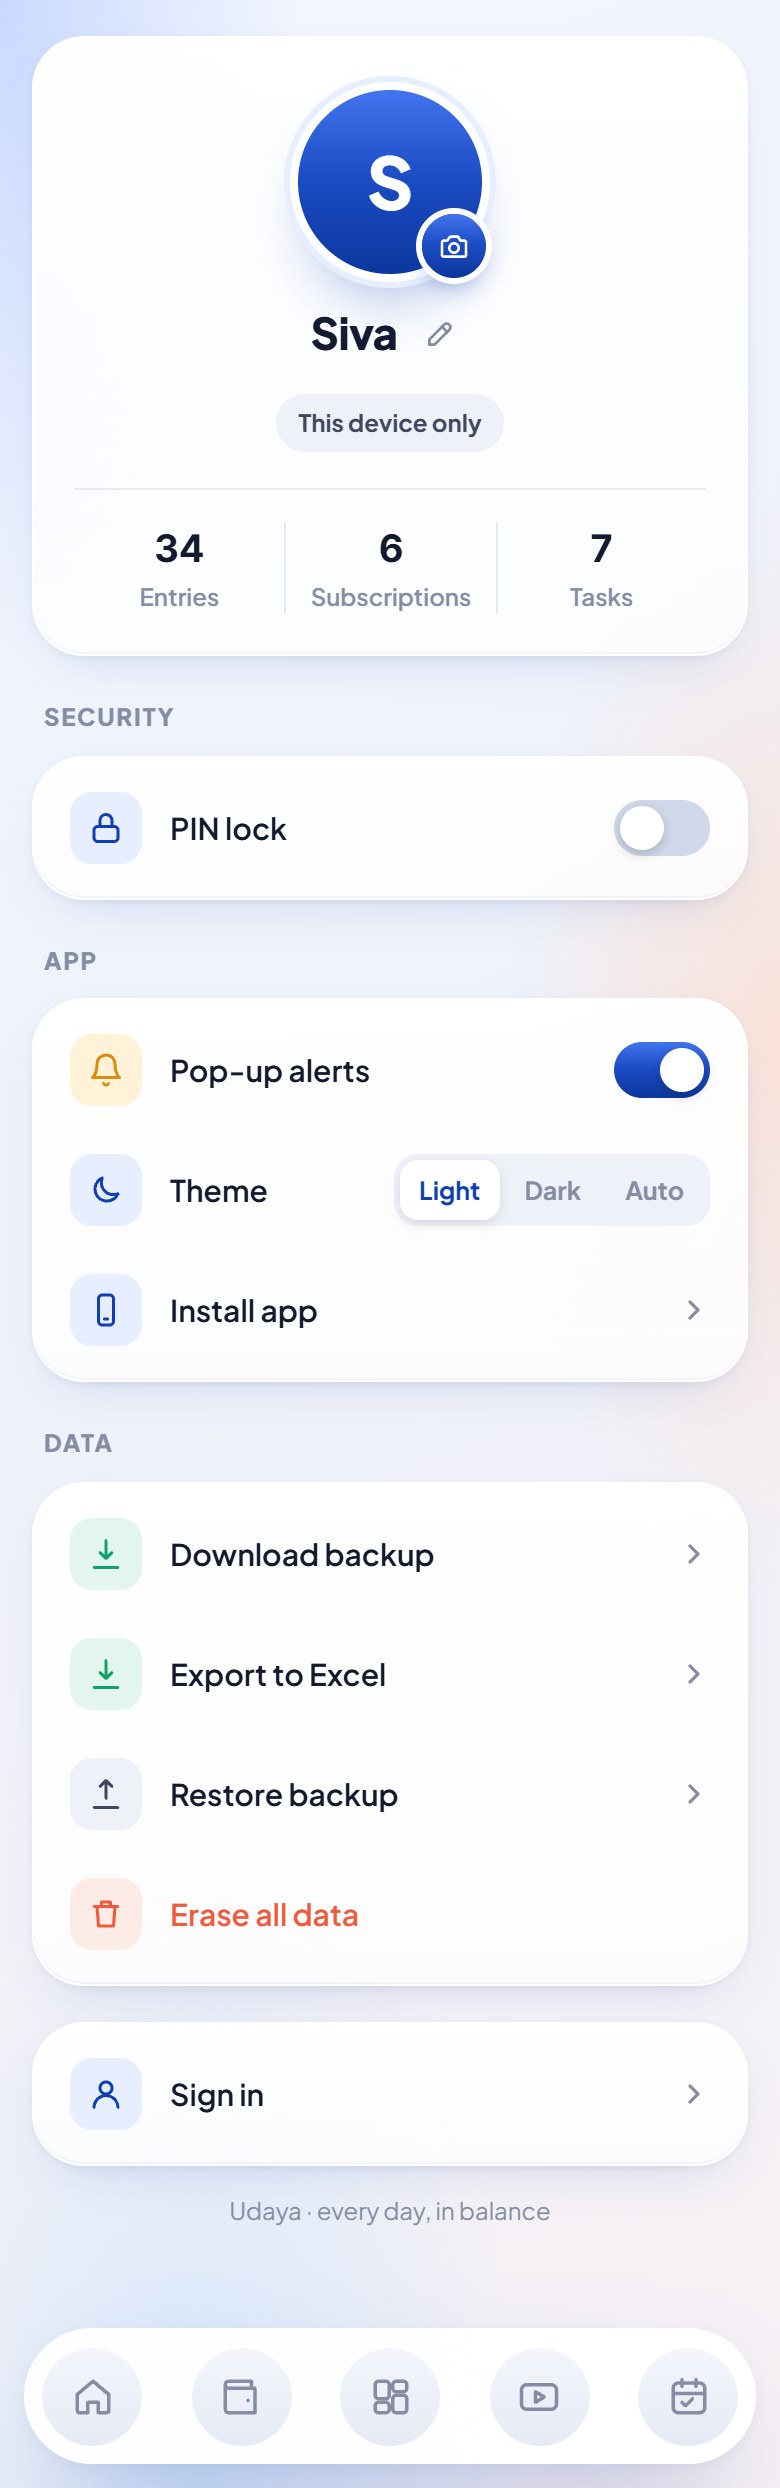 S
Siva
This device only
34 6 7
Entries Subscriptions Tasks
SECURITY
PIN lock
APP
Pop-up alerts
Theme Light Dark Auto
Install app
DATA
Download backup
Export to Excel
Restore backup
Erase all data
Sign in
Udaya · every day, in balance